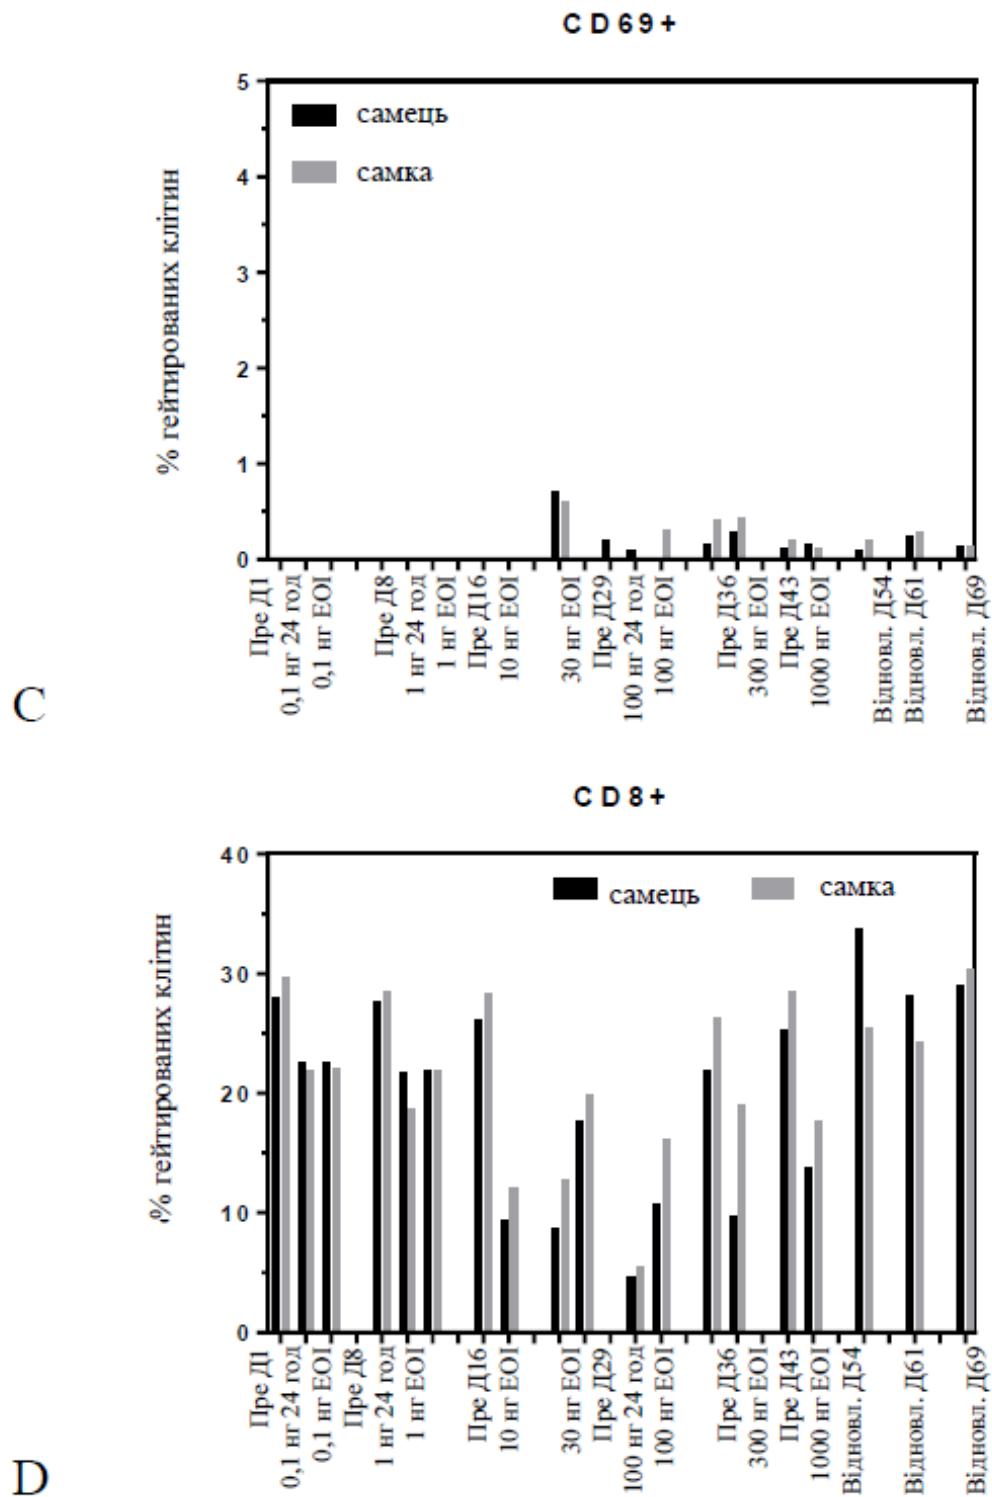 CD69+
5
самець
самка
4
3
2
1
0
% гейтированих клітин
Пре Д1
0,1 нг 24 год
0,1 нг EOI
Пре Д8
1 нг 24 год
1 нг EOI
Пре Д16
10 нг EOI
30 нг EOI
Пре Д29
100 нг 24 год
100 нг EOI
Пре Д36
300 нг EOI
Пре Д43
1000 нг EOI
Відновл. Д54
Відновл. Д61
Відновл. Д69
C
CD8+
40
самець
самка
30
20
10
0
% гейтированих клітин
Пре Д1
0,1 нг 24 год
0,1 нг EOI
Пре Д8
1 нг 24 год
1 нг EOI
Пре Д16
10 нг EOI
30 нг EOI
Пре Д29
100 нг 24 год
100 нг EOI
Пре Д36
300 нг EOI
Пре Д43
1000 нг EOI
Відновл. Д54
Відновл. Д61
Відновл. Д69
D